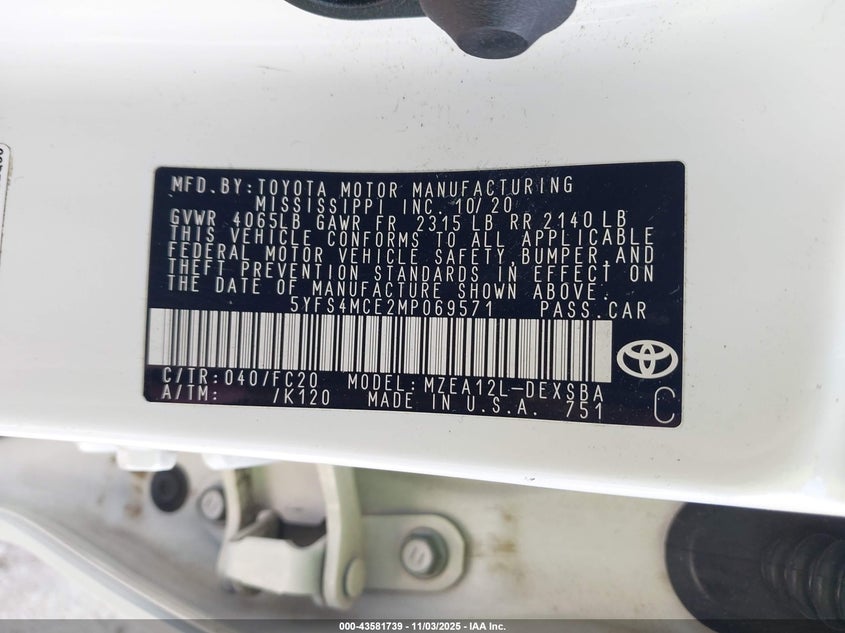 MFD.BY:TOYOTA MOTOR MANUFACTURING
MISSISSIPPI INC. 10/20
GVWR 4065LB GAWR FR 2315 LB RR 2140 LB
THIS VEHICLE CONFORMS TO ALL APPLICABLE
FEDERAL MOTOR VEHICLE SAFETY,BUMPER,AND
THEFT PREVENTION STANDARDS IN EFFECT ON
THE DATE OF MANUFACTURE SHOWN ABOVE.
5YFS4MCE2MP069571 PASS.CAR
C/TR:040/FC20 MODEL:MZEA12L-DEXSBA
A/TM: /K120 MADE IN U.S.A. 751
C
000-43581739 - 11/03/2025 - IAA Inc.